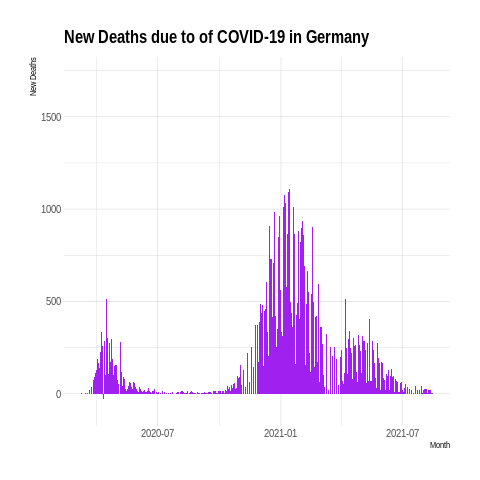 New Deaths due to of COVID-19 in Germany
New Deaths
1500
1000
500
0
2020-07
2021-01
2021-07
Month